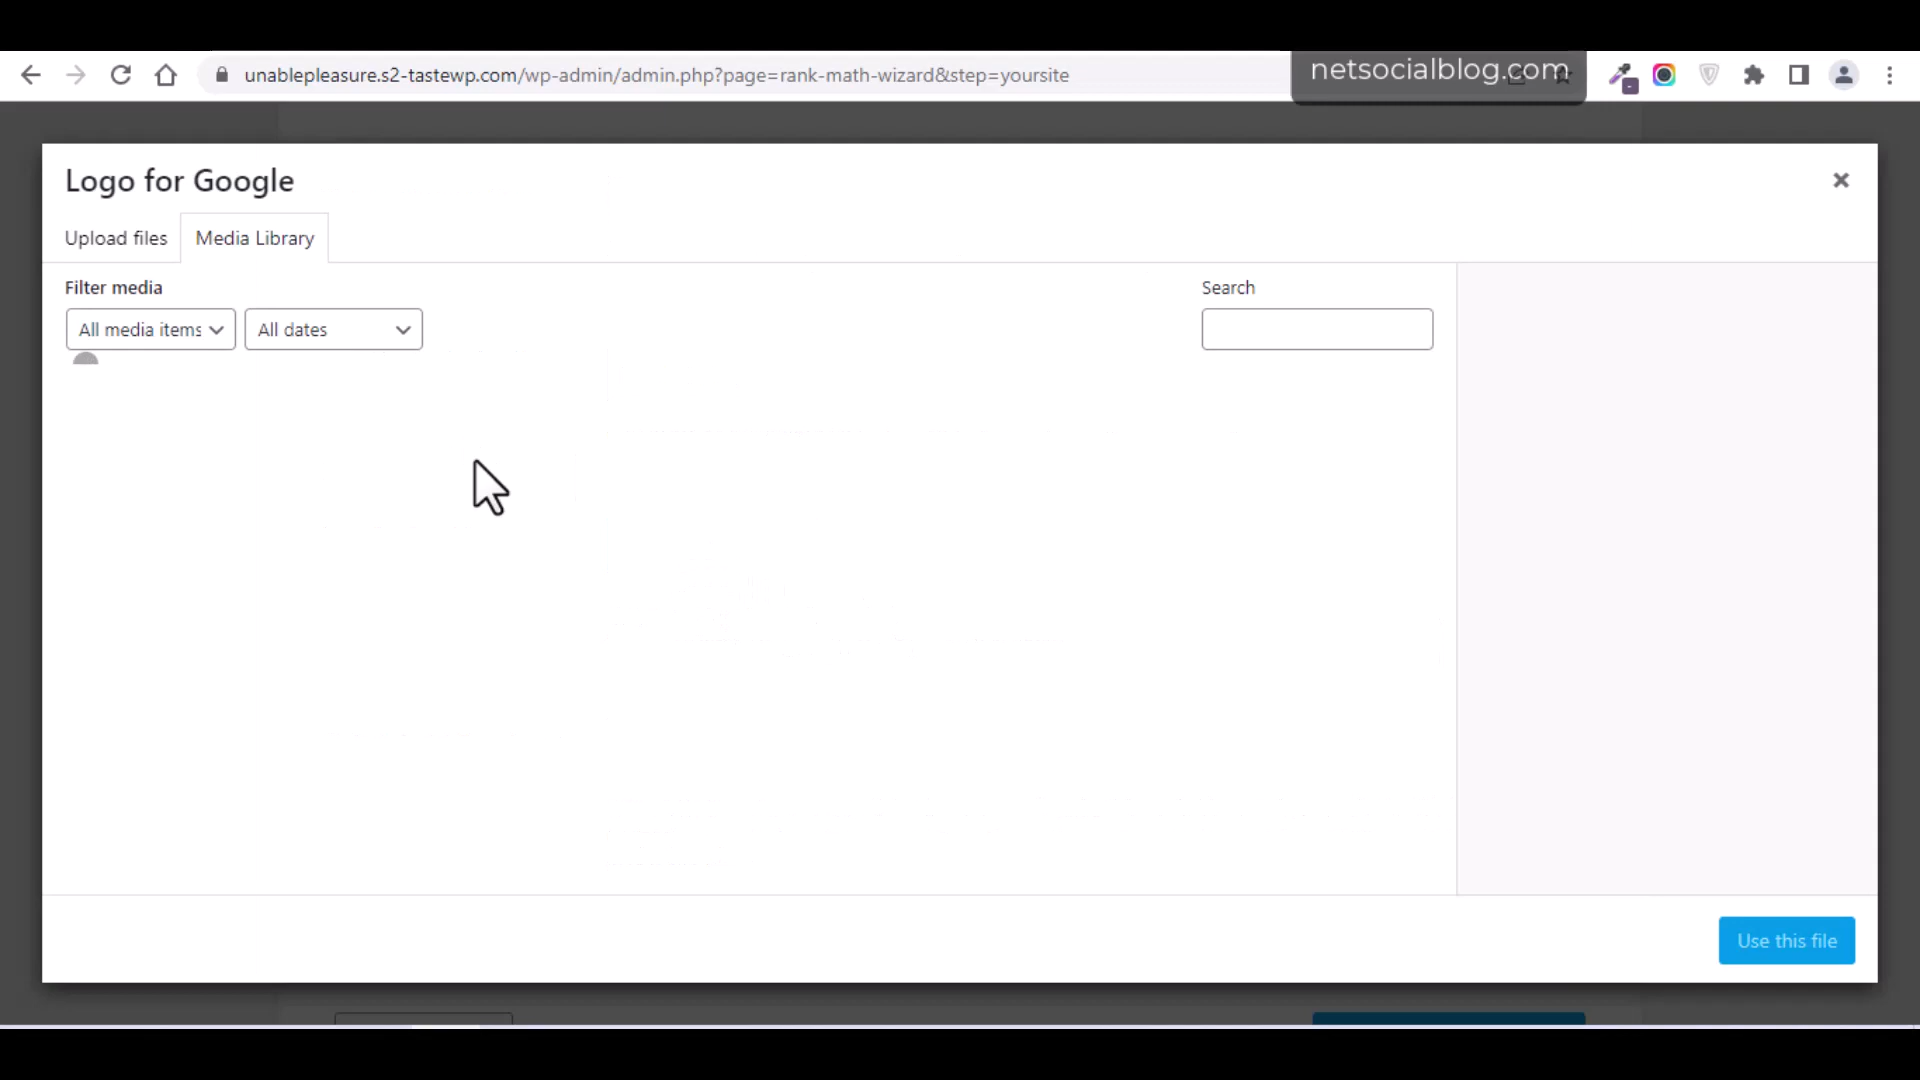 unablepleasure.s2-tastewp.com/wp-admin/admin.php?page=rank-math-wizard&step=yoursite
netsocialblog.com
Logo for Google
Upload files
Media Library
Filter media
Search
All media items
All dates
Use this file